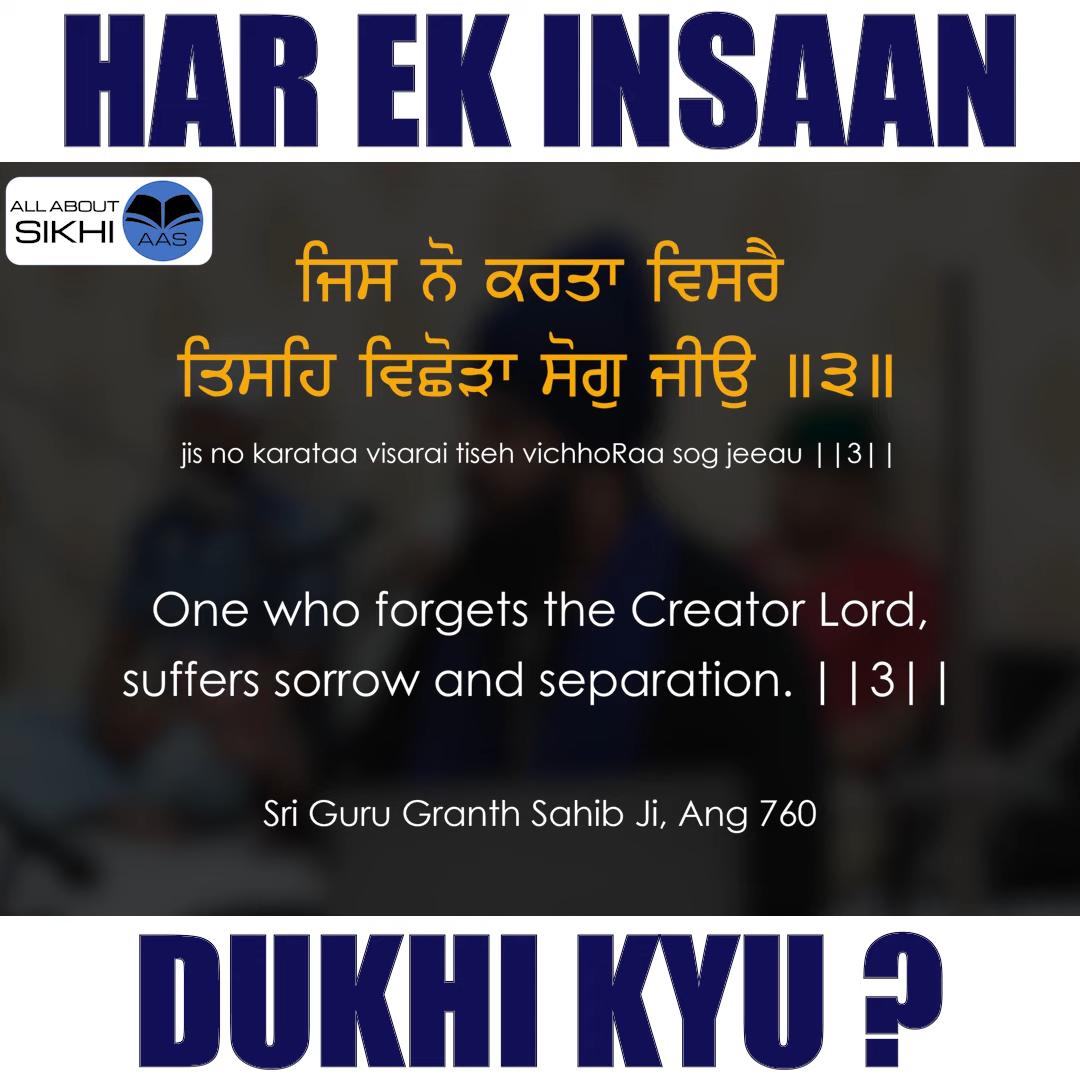 HAR EK INSAAN
ALL ABOUT
SIKHI
AAS
ਜਿਸ ਨੋ ਕਰਤਾ ਵਿਸਰੈ
ਤਿਸਹਿ ਵਿਛੋੜਾ ਸੋਗੁ ਜੀਉ ॥੩॥
jis no karataa visarai tiseh vichhoRaa sog jeeau ||3||
One who forgets the Creator Lord,
suffers sorrow and separation. ||3||
Sri Guru Granth Sahib Ji, Ang 760
DUKHI KYU ?